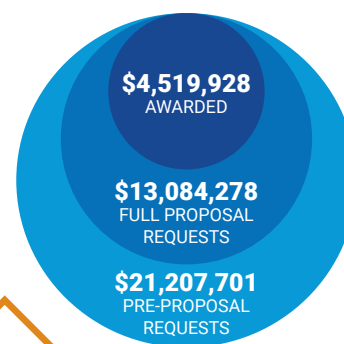 $4,519,928
AWARDED
$13,084,278
FULL PROPOSAL
REQUESTS
$21,207,701
PRE-PROPOSAL
REQUESTS